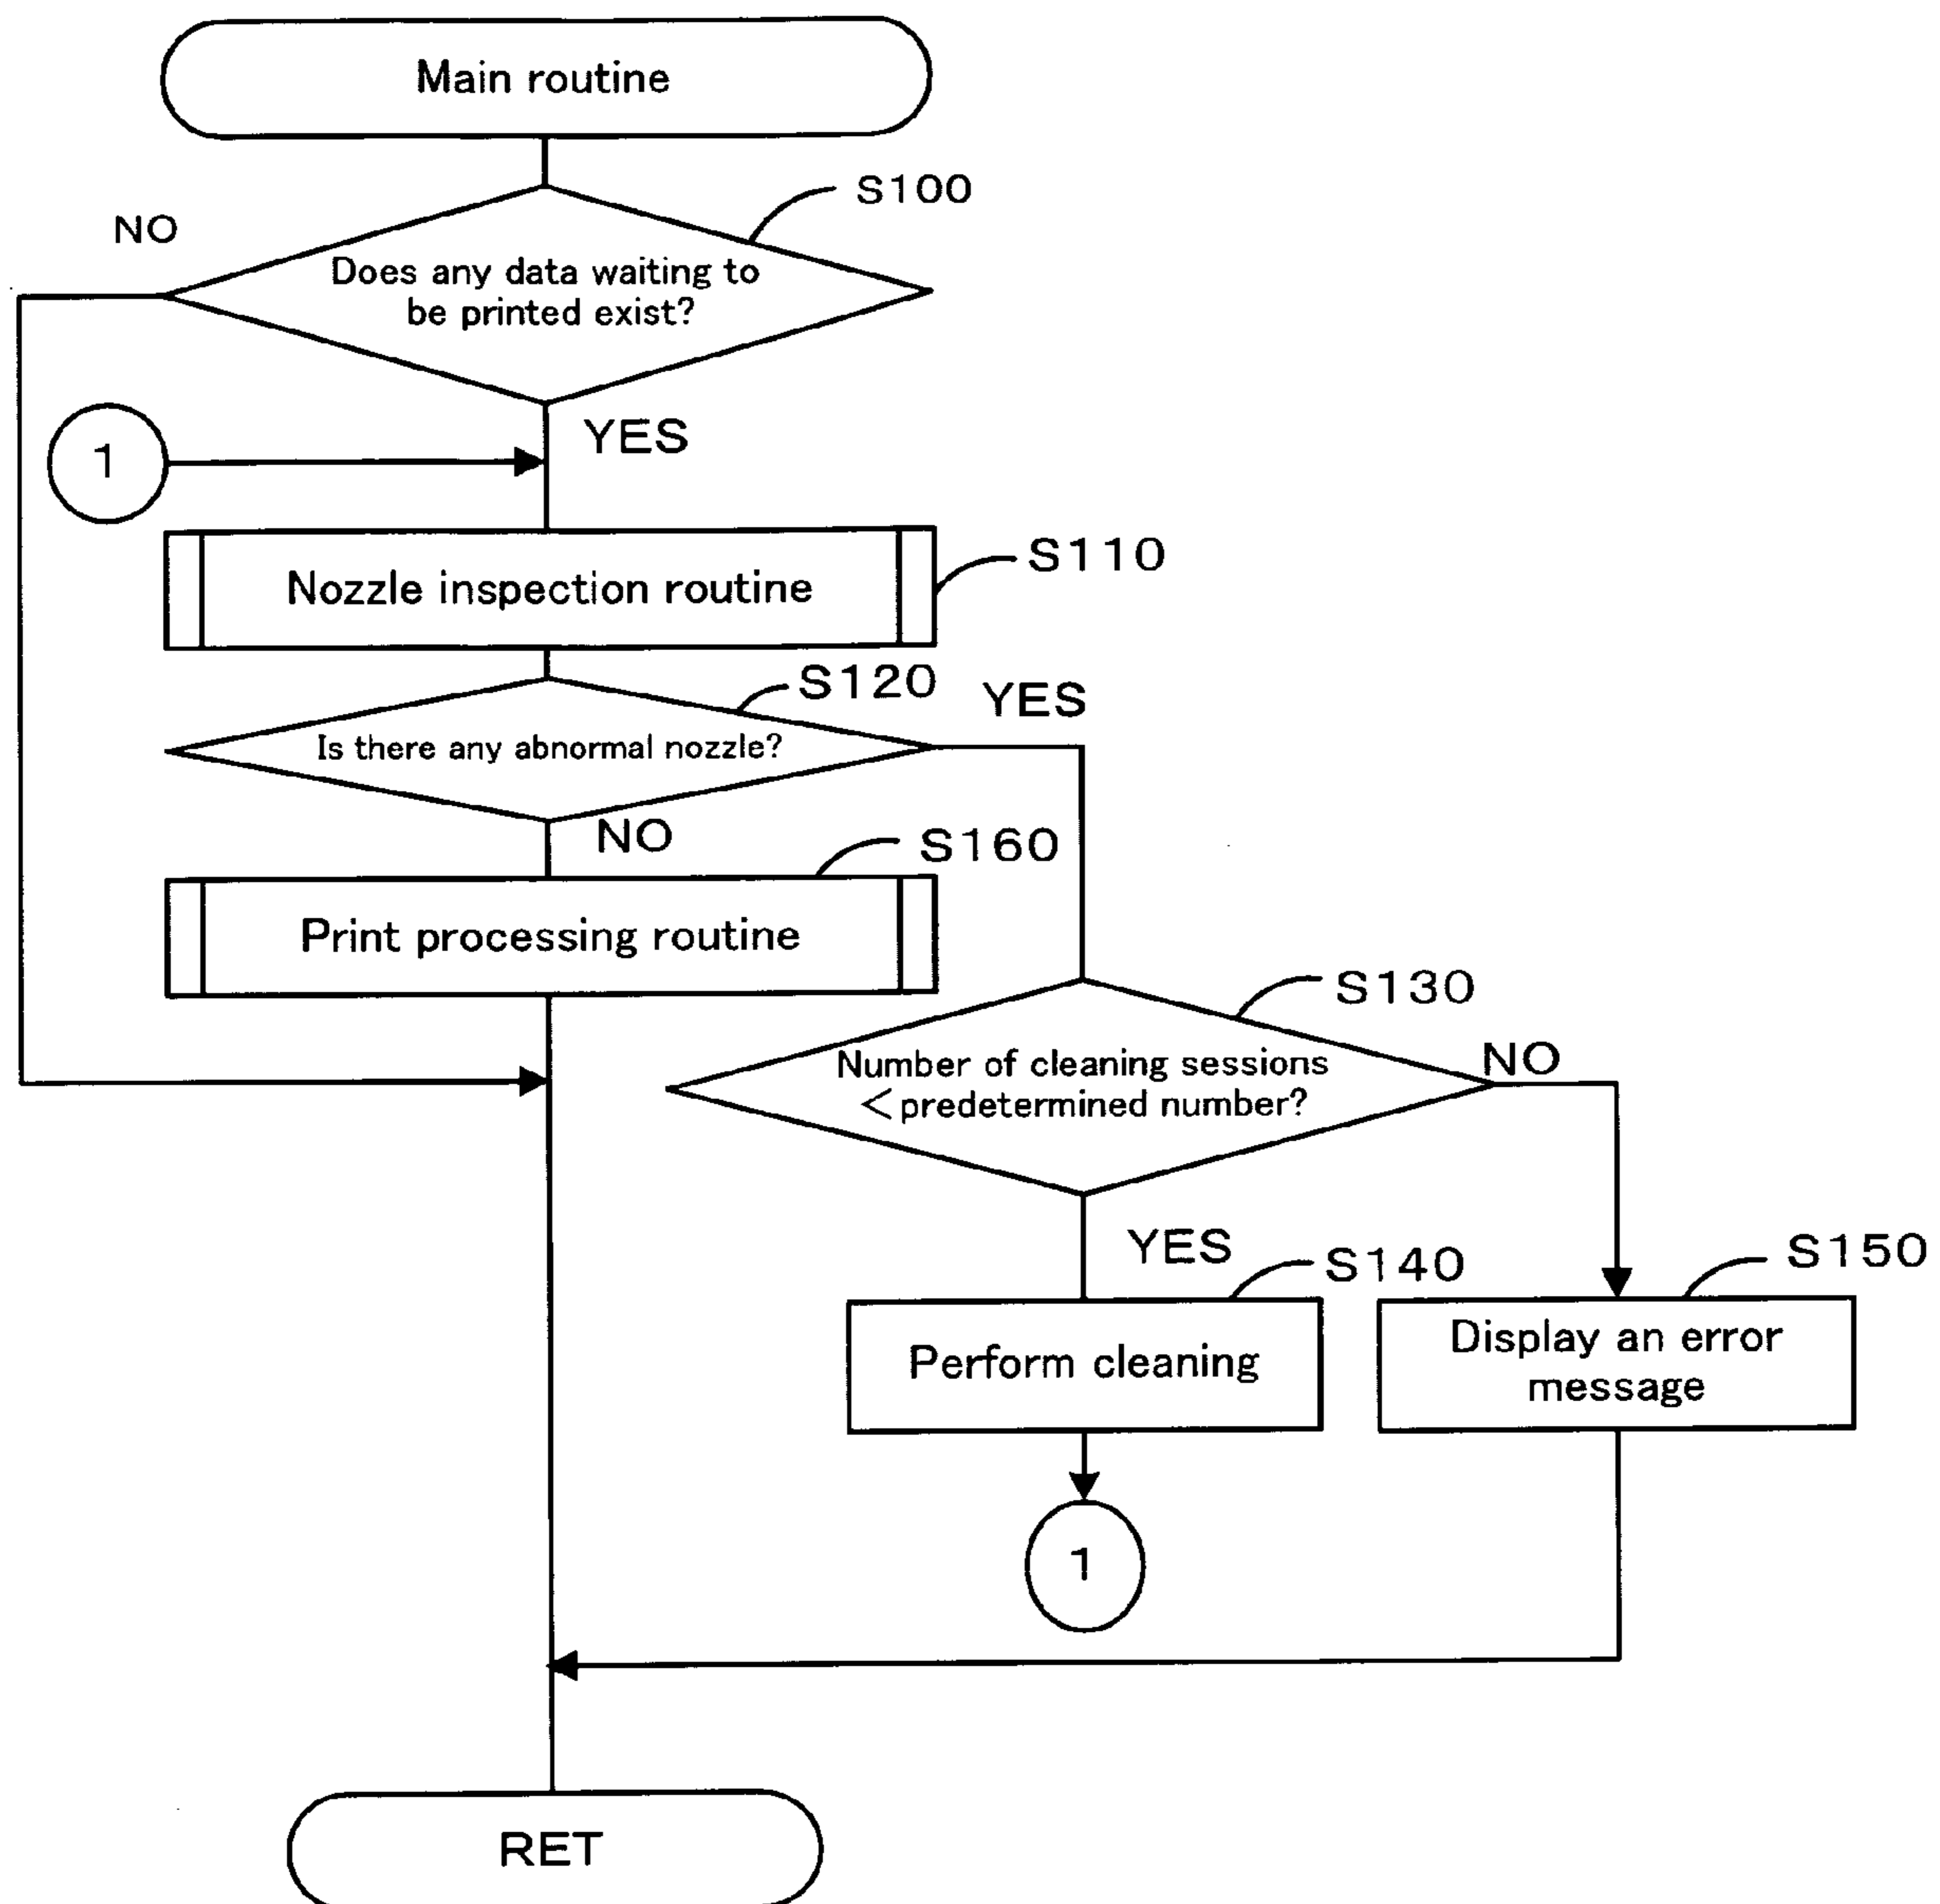 Main routine
S100
NO
Does any data waiting to
be printed exist?
YES
1
Nozzle inspection routine
S110
S120
YES
Is there any abnormal nozzle?
NO
S160
Print processing routine
S130
Number of cleaning sessions
< predetermined number?
NO
YES
S140
S150
Perform cleaning
Display an error
message
1
RET